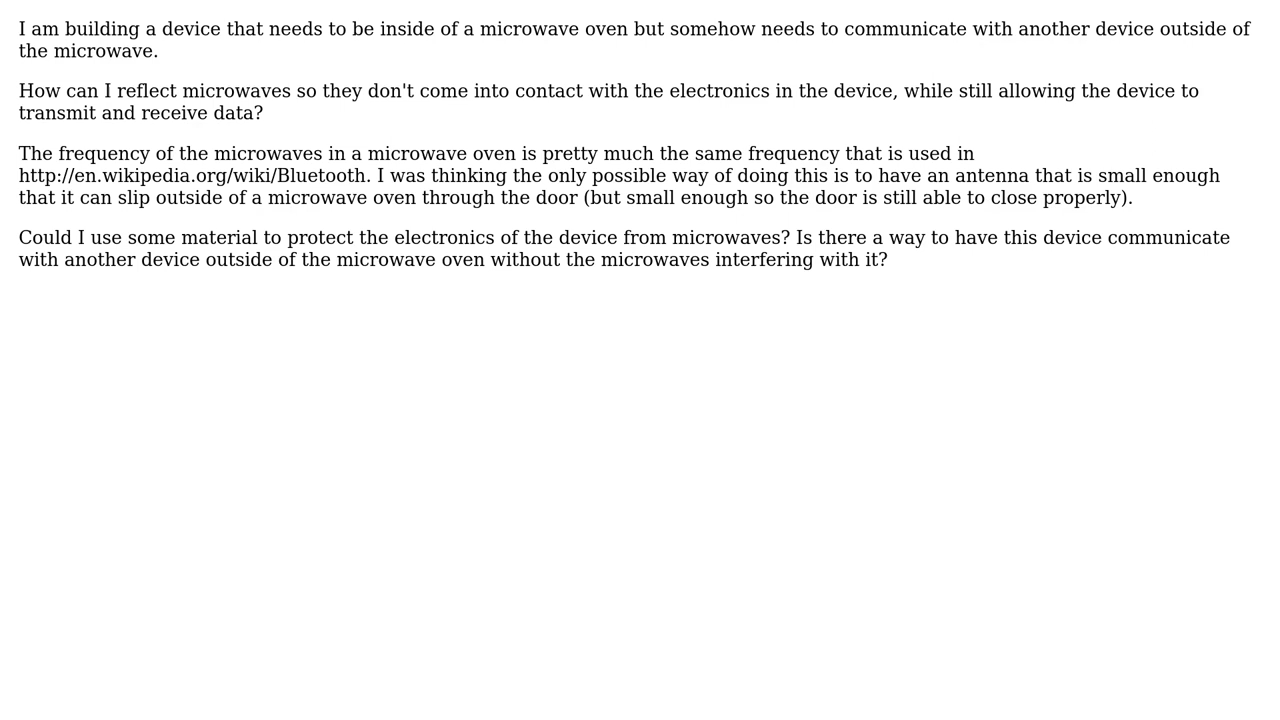 I am building a device that needs to be inside of a microwave oven but somehow needs to communicate with another device outside of
the microwave.
How can I reflect microwaves so they don't come into contact with the electronics in the device, while still allowing the device to
transmit and receive data?
The frequency of the microwaves in a microwave oven is pretty much the same frequency that is used in
http://en.wikipedia.org/wiki/Bluetooth. I was thinking the only possible way of doing this is to have an antenna that is small enough
that it can slip outside of a microwave oven through the door (but small enough so the door is still able to close properly).
Could I use some material to protect the electronics of the device from microwaves? Is there a way to have this device communicate
with another device outside of the microwave oven without the microwaves interfering with it?